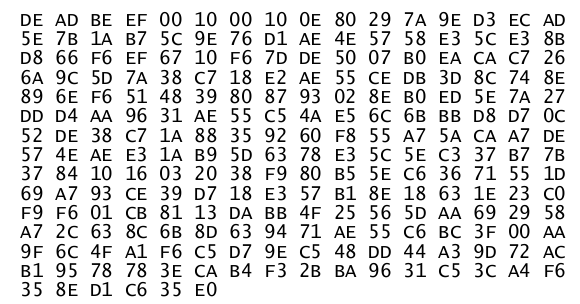 DE AD BE EF 00 10 00 10 0E 80 29 7A 9E D3 EC AD
5E 7B 1A B7 5C 9E 76 D1 AE 4E 57 58 E3 5C E3 8B
D8 66 F6 EF 67 10 F6 7D DE 50 07 B0 EA CA C7 26
6A 9C 5D 7A 38 C7 18 E2 AE 55 CE DB 3D 8C 74 8E
89 6E F6 51 48 39 80 87 93 02 8E B0 ED 5E 7A 27
DD D4 AA 96 31 AE 55 C5 4A E5 6C 6B BB D8 D7 0C
52 DE 38 C7 1A 88 35 92 60 F8 55 A7 5A CA A7 DE
57 4E AE E3 1A B9 5D 63 78 E3 5C 5E C3 37 B7 7B
37 84 10 16 03 20 38 F9 80 B5 5E C6 36 71 55 1D
69 A7 93 CE 39 D7 18 E3 57 B1 8E 18 63 1E 23 C0
F9 F6 01 CB 81 13 DA BB 4F 25 56 5D AA 69 29 58
A7 2C 63 8C 6B 8D 63 94 71 AE 55 C6 BC 3F 00 AA
9F 6C 4F A1 F6 C5 D7 9E C5 48 DD 44 A3 9D 72 AC
B1 95 78 78 3E CA B4 F3 2B BA 96 31 C5 3C A4 F6
35 8E D1 C6 35 E0